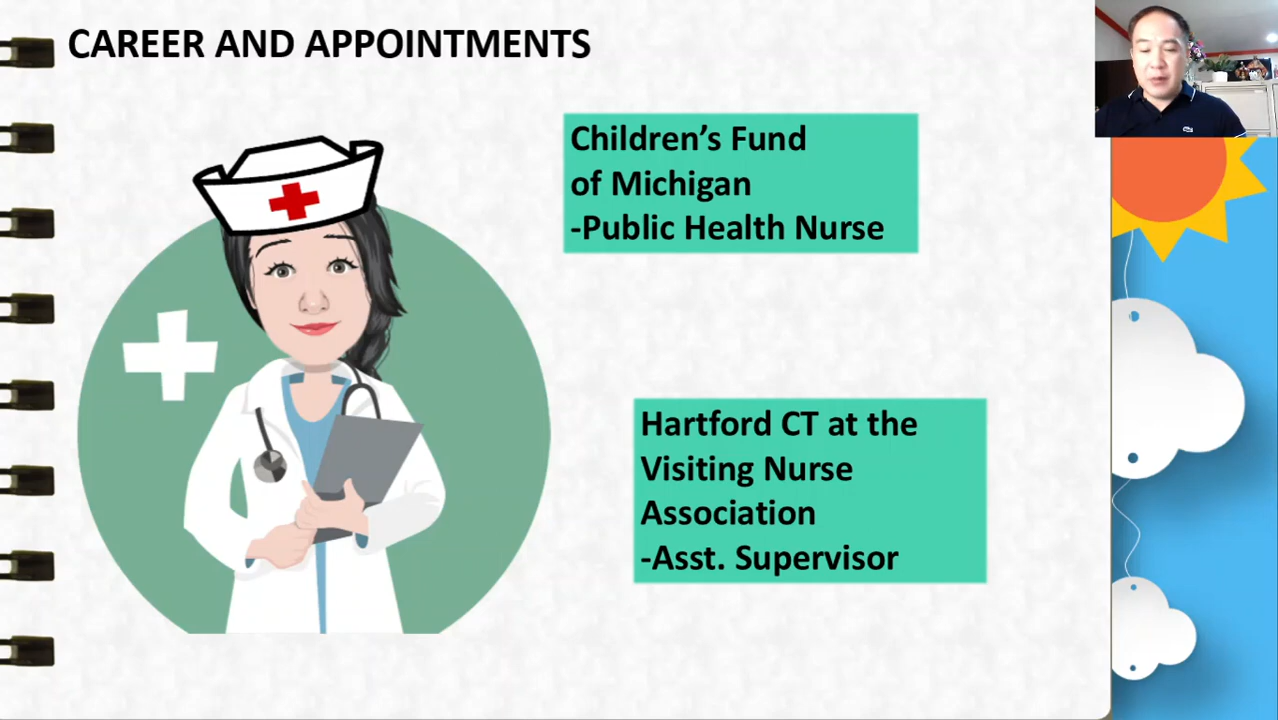 CAREER AND APPOINTMENTS
Children’s Fund
of Michigan
-Public Health Nurse
Hartford CT at the
Visiting Nurse
Association
-Asst. Supervisor